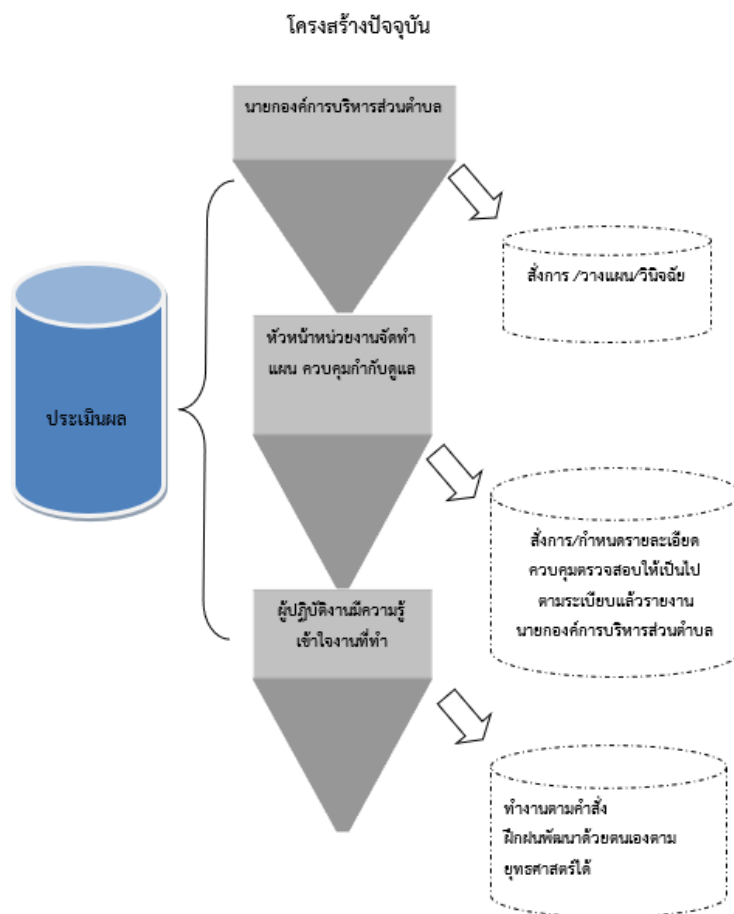 โครงสร้างปัจจุบัน
นายกองค์การบริหารส่วนตำบล
สั่งการ /วางแผน/วินิจฉัย
หัวหน้าหน่วยงานจัดทำ
แผน ควบคุมกำกับดูแล
ประเมินผล
สั่งการ/กำหนดรายละเอียด
ควบคุมตรวจสอบให้เป็นไป
ตามระเบียบแล้วรายงาน
นายกองค์การบริหารส่วนตำบล
ผู้ปฏิบัติงานมีความรู้
เข้าใจงานที่ทำ
ทำงานตามคำสั่ง
ฝึกฝนพัฒนาด้วยตนเองตาม
ยุทธศาสตร์ได้